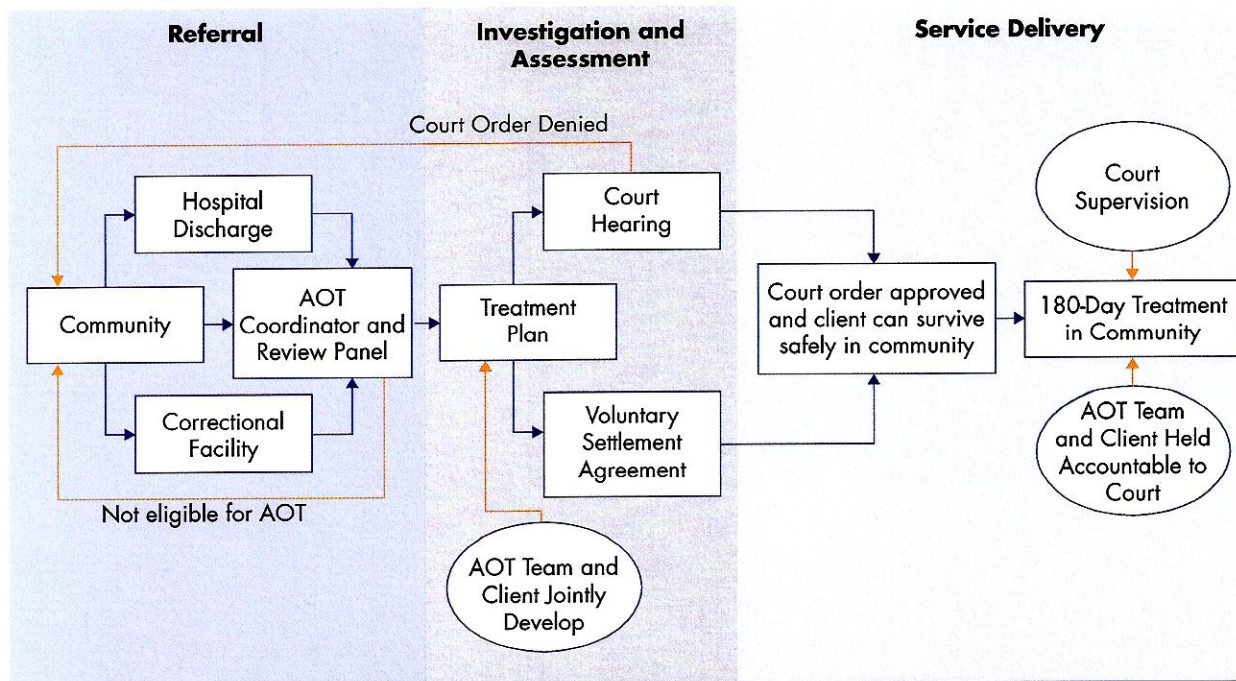 Referral
Investigation and
Assessment
Service Delivery
Court Order Denied
Hospital
Discharge
Court
Hearing
Court
Supervision
Community
AOT
Coordinator and
Review Panel
Treatment
Plan
Court order approved
and client can survive
safely in community
180-Day Treatment
in Community
Correctional
Facility
Voluntary
Settlement
Agreement
AOT Team
and Client Held
Accountable to
Court
Not eligible for AOT
AOT Team and
Client Jointly
Develop